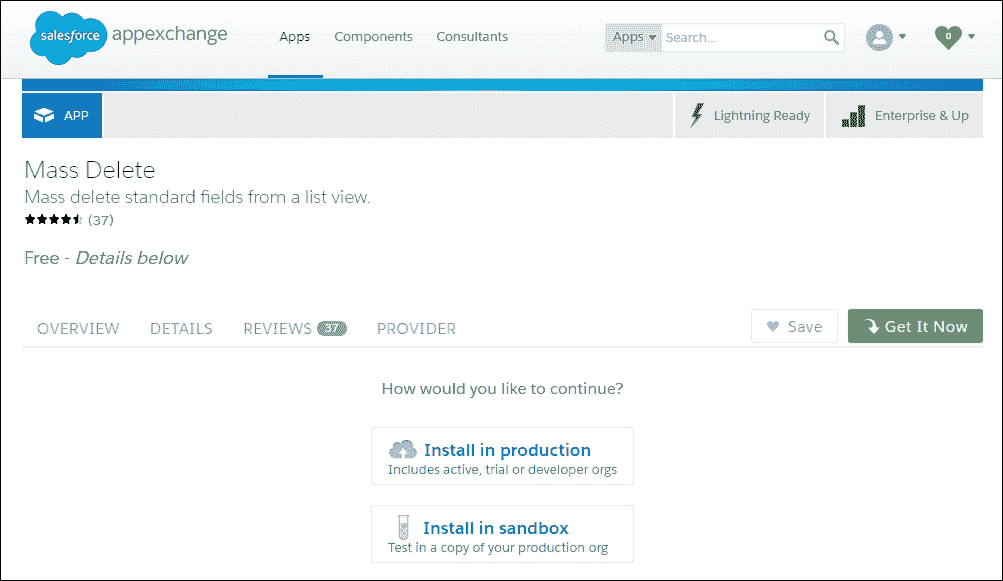 salesforce appexchange Apps Components Consultants Apps Search... 0
APP Lightning Ready Enterprise & Up
Mass Delete
Mass delete standard fields from a list view.
(37)
Free - Details below
OVERVIEW DETAILS REVIEWS 37 PROVIDER Save Get It Now
How would you like to continue?
Install in production
Includes active, trial or developer orgs
Install in sandbox
Test in a copy of your production org